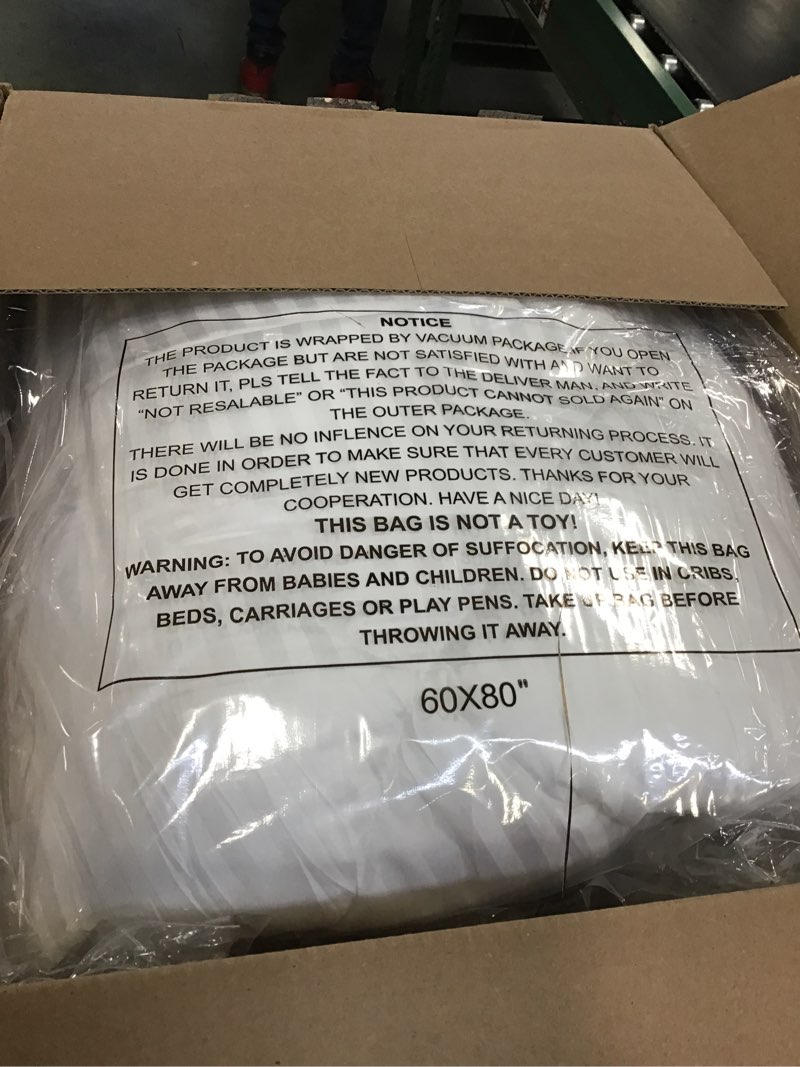 NOTICE
THE PRODUCT IS WRAPPED BY VACUUM PACKAGE,IF YOU OPEN
THE PACKAGE BUT ARE NOT SATISFIED WITH AND WANT TO
RETURN IT, PLS TELL THE FACT TO THE DELIVER MAN, AND WRITE
"NOT RESALABLE" OR "THIS PRODUCT CANNOT SOLD AGAIN" ON
THE OUTER PACKAGE.
THERE WILL BE NO INFLENCE ON YOUR RETURNING PROCESS. IT
IS DONE IN ORDER TO MAKE SURE THAT EVERY CUSTOMER WILL
GET COMPLETELY NEW PRODUCTS. THANKS FOR YOUR
COOPERATION. HAVE A NICE DAY!
THIS BAG IS NOT A TOY!
WARNING: TO AVOID DANGER OF SUFFOCATION, KEEP THIS BAG
AWAY FROM BABIES AND CHILDREN. DO NOT USE IN CRIBS,
BEDS, CARRIAGES OR PLAY PENS. TAKE BAG BEFORE
THROWING IT AWAY.
60X80"